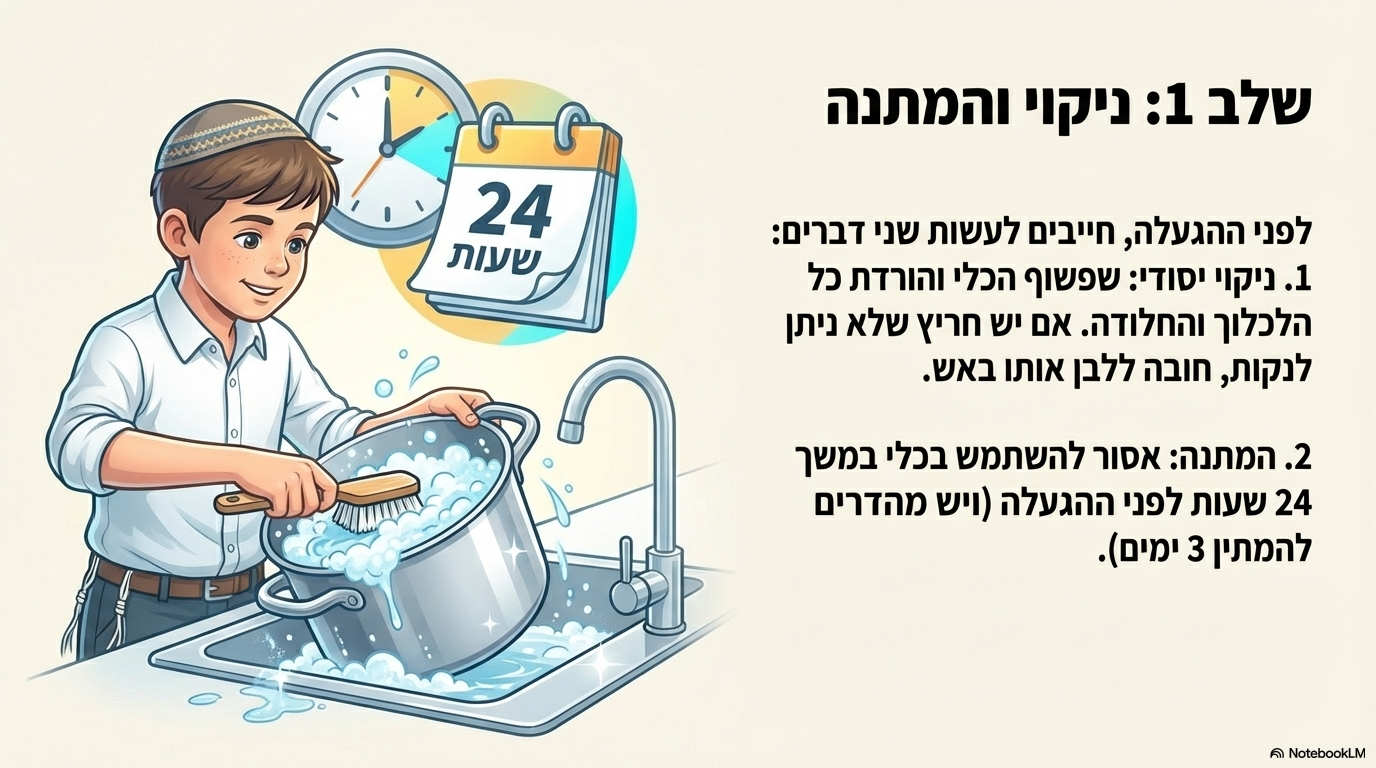 שלב 1: ניקוי והמתנה
24
שעות
לפני ההגעלה, חייבים לעשות שני דברים:
1. ניקוי יסודי: שפשוף הכלי והורדת כל
הלכלוך והחלודה. אם יש חריץ שלא ניתן
לנקות, חובה ללבן אותו באש.
2. המתנה: אסור להשתמש בכלי במשך
24 שעות לפני ההגעלה (ויש מהדרים
להמתין 3 ימים).
NotebookLM